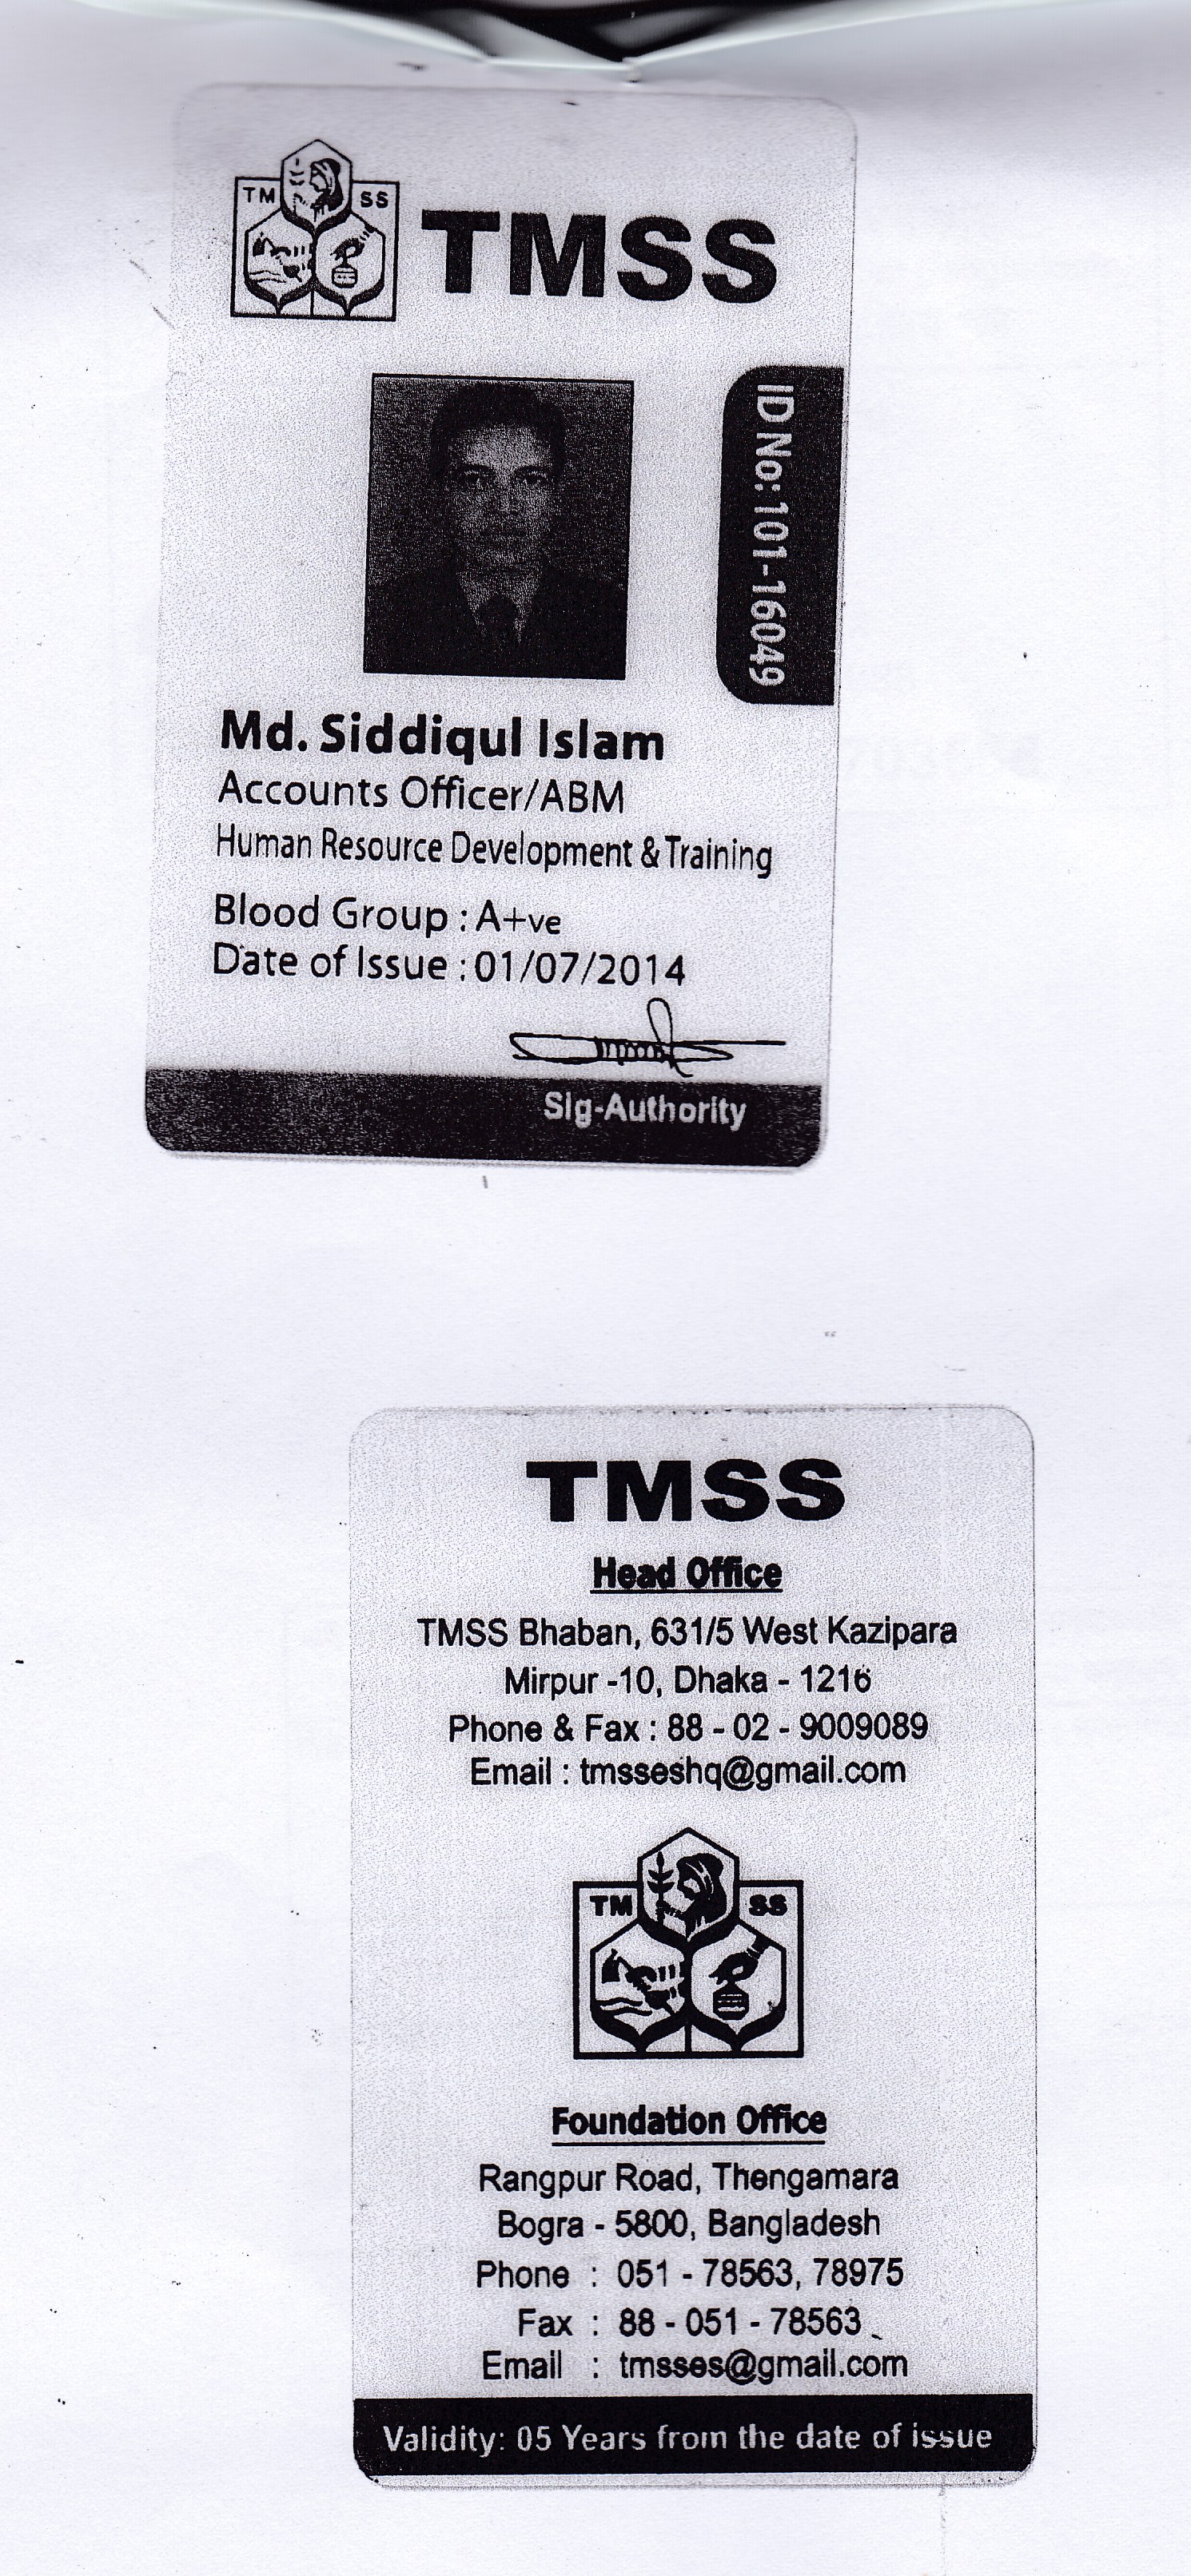 TM SS
TMSS
ID No: 101-16049
Md. Siddiqul Islam
Accounts Officer/ABM
Human Resource Development & Training
Blood Group : A+ve
Date of Issue : 01/07/2014
Sig-Authority
TMSS
Head Office
TMSS Bhaban, 631/5 West Kazipara
Mirpur -10, Dhaka - 1216
Phone & Fax : 88 - 02 - 9009089
Email : tmsseshq@gmail.com
TM SS
Foundation Office
Rangpur Road, Thengamara
Bogra - 5800, Bangladesh
Phone : 051 - 78563, 78975
Fax : 88 - 051 - 78563
Email : tmsses@gmail.com
Validity: 05 Years from the date of issue